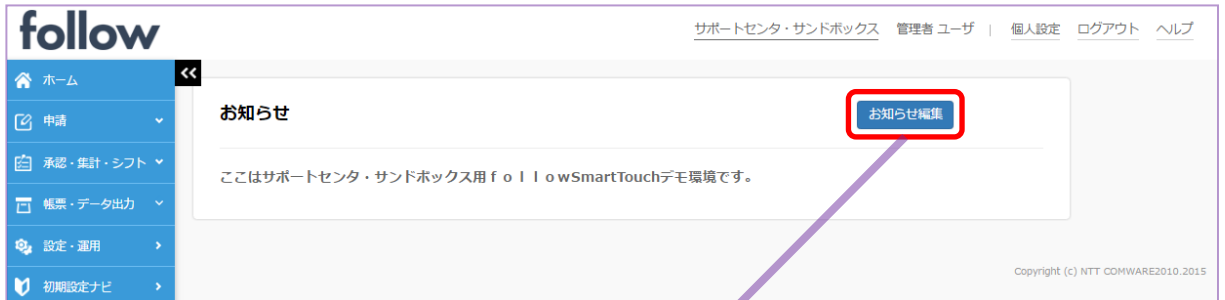 follow
サポートセンタ・サンドボックス 管理者 ユーザ | 個人設定 ログアウト ヘルプ
ホーム
申請
承認・集計・シフト
帳票・データ出力
設定・運用
初期設定ナビ
お知らせ
お知らせ編集
ここはサポートセンタ・サンドボックス用ｆｏｌｌｏｗSmartTouchデモ環境です。
Copyright (c) NTT COMWARE2010.2015